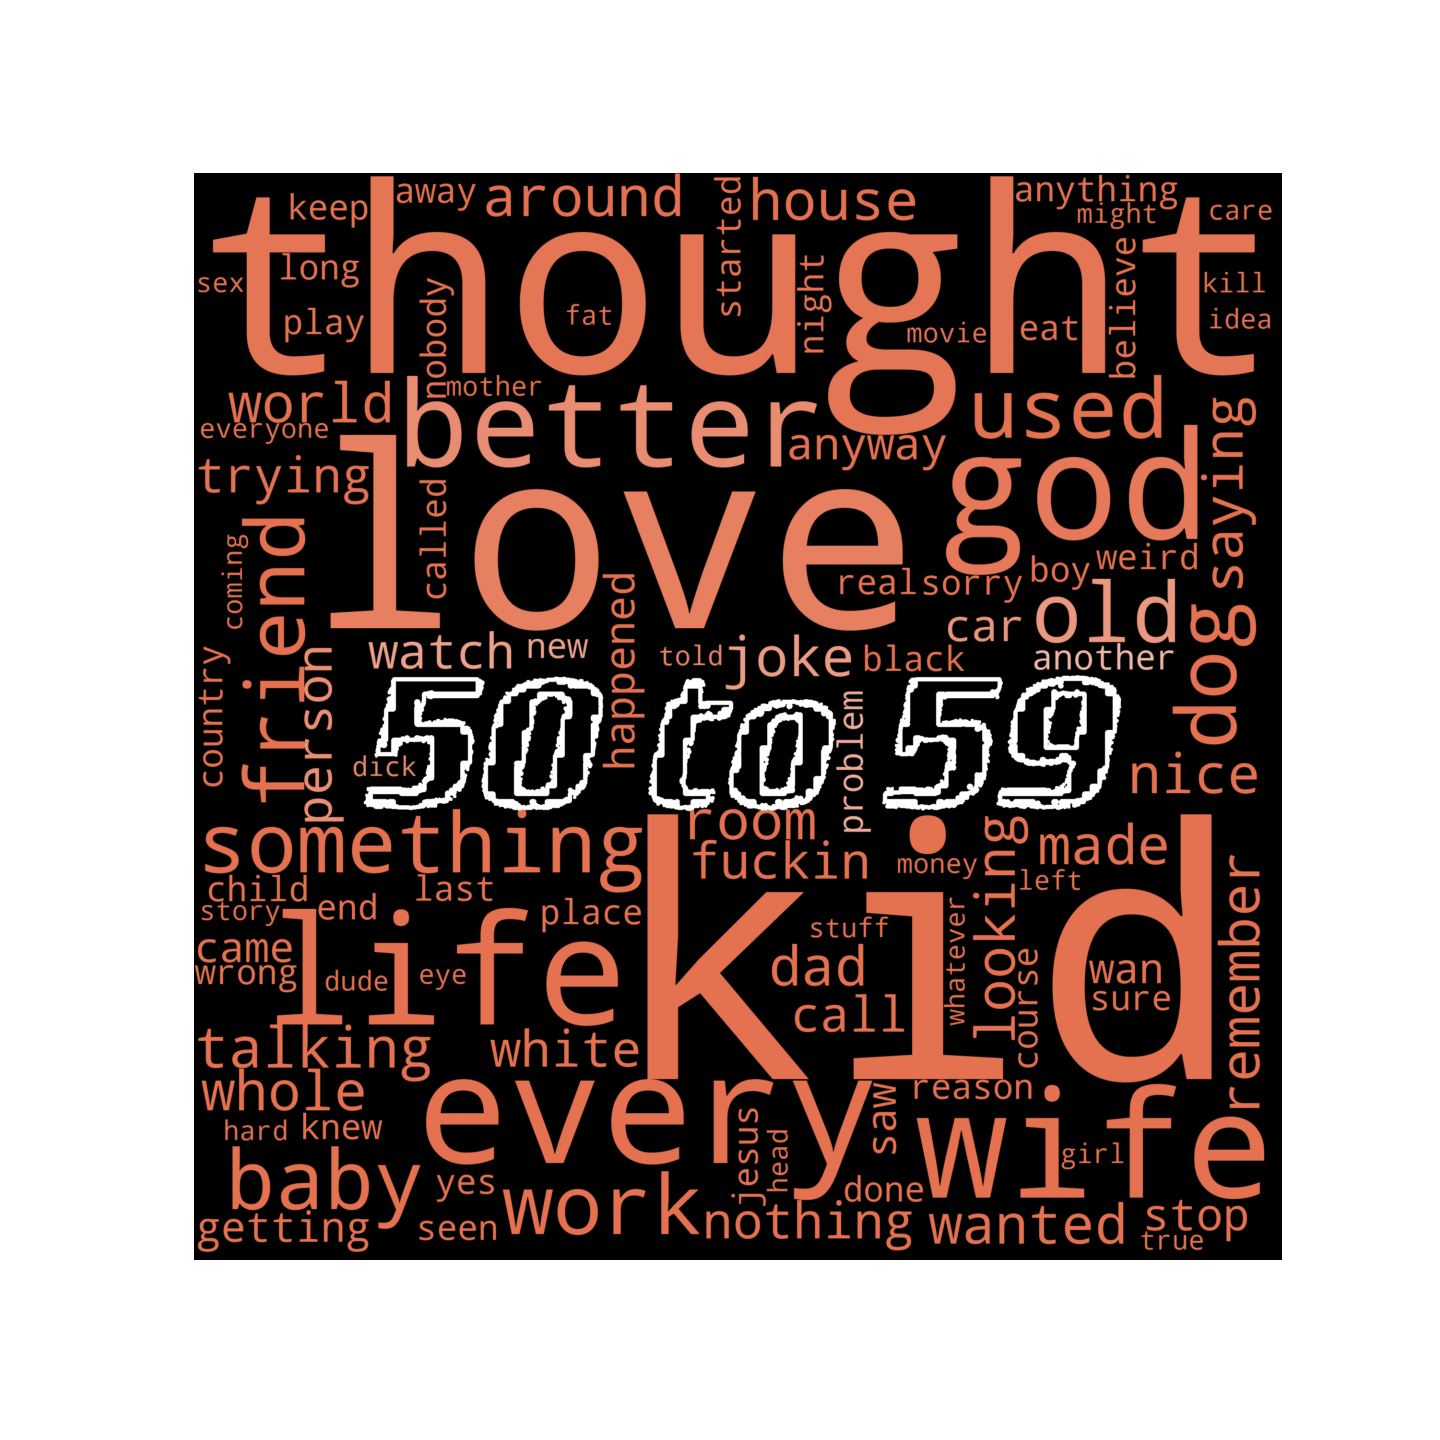 thought
keep
away
around
started
house
anything
might
care
sex
long
play
nobody
fat
night
movie
eat
believe
kill
idea
world
mother
everyone
better
used
anyway
trying
called
love
god
saying
friend
coming
real
sorry
boy
weird
car
old
dog
watch
new
happened
told
joke
black
another
country
person
50 to 59
dick
problem
nice
something
room
fuckin
kid
money
looking
made
left
remember
child
last
story
end
place
life
came
wrong
dude
eye
stuff
dad
call
whatever
course
wan
sure
talking
white
whole
every
saw
reason
wife
hard
knew
jesus
head
girl
baby
yes
work
done
getting
seen
nothing
wanted
stop
true